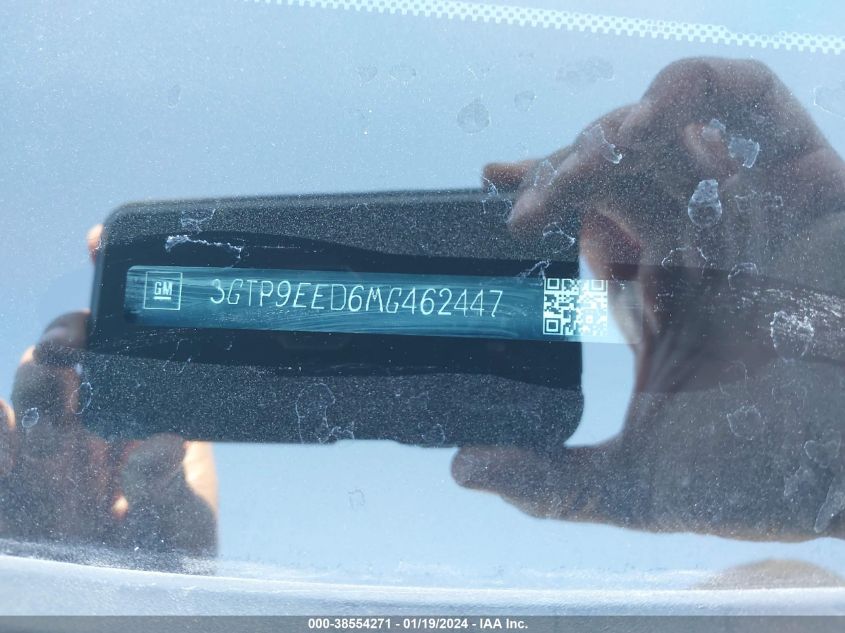 GM 3GTP9EED6MG462447
000-38554271 - 01/19/2024 - IAA Inc.